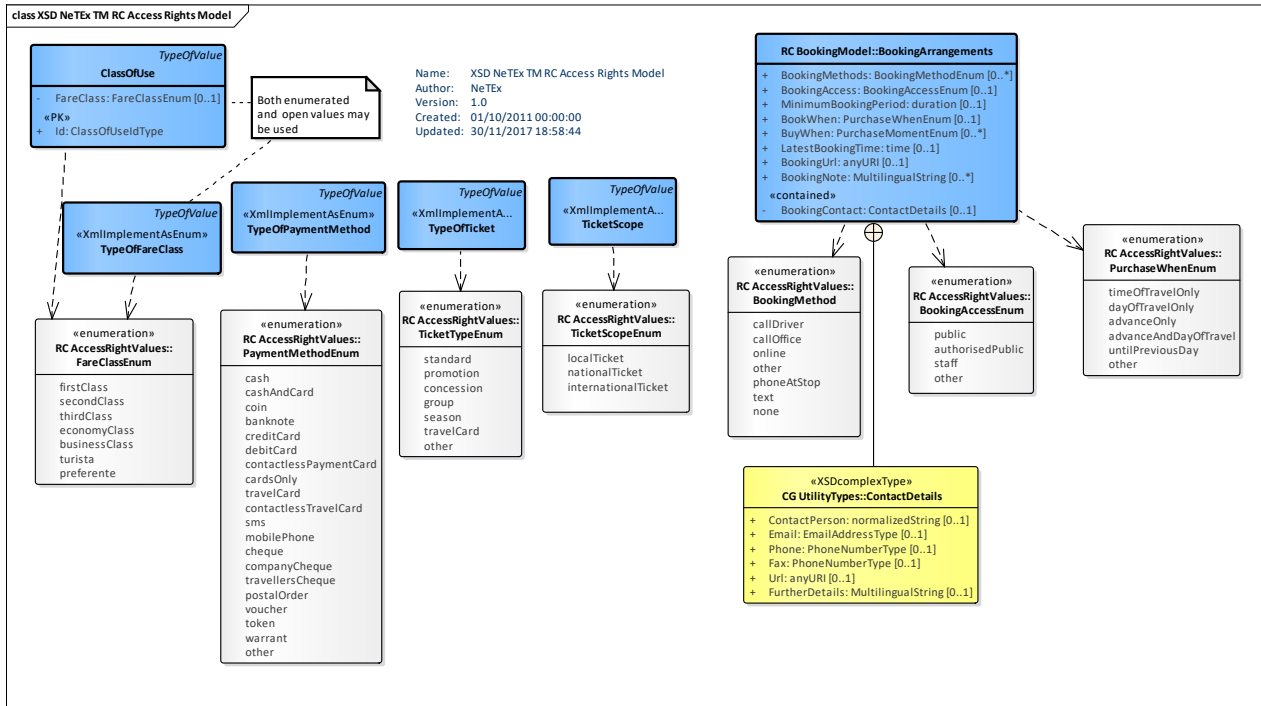 class XSD NeTEx TM RC Access Rights Model
TypeOfValue
ClassOfUse
- FareClass: FareClassEnum [0..1]
«PK»
+ Id: ClassOfUseIdType
Both enumerated
and open values may
be used
Name: XSD NeTEx TM RC Access Rights Model
Author: NeTEx
Version: 1.0
Created: 01/10/2011 00:00:00
Updated: 30/11/2017 18:58:44
RC BookingModel::BookingArrangements
+ BookingMethods: BookingMethodEnum [0..*]
+ BookingAccess: BookingAccessEnum [0..1]
+ MinimumBookingPeriod: duration [0..1]
+ BookWhen: PurchaseWhenEnum [0..1]
+ BuyWhen: PurchaseMomentEnum [0..*]
+ LatestBookingTime: time [0..1]
+ BookingUrl: anyURI [0..1]
+ BookingNote: MultilingualString [0..*]
«contained»
- BookingContact: ContactDetails [0..1]
TypeOfValue
«XmlImplementAsEnum»
TypeOfFareClass
TypeOfValue
«XmlImplementAsEnum»
TypeOfPaymentMethod
TypeOfValue
«XmlImplementA...
TypeOfTicket
TypeOfValue
«XmlImplementA...
TicketScope
«enumeration»
RC AccessRightValues::
FareClassEnum
firstClass
secondClass
thirdClass
economyClass
businessClass
turista
preferente
«enumeration»
RC AccessRightValues::
PaymentMethodEnum
cash
cashAndCard
coin
banknote
creditCard
debitCard
contactlessPaymentCard
cardsOnly
travelCard
contactlessTravelCard
sms
mobilePhone
cheque
companyCheque
travellersCheque
postalOrder
voucher
token
warrant
other
«enumeration»
RC AccessRightValues::
TicketTypeEnum
standard
promotion
concession
group
season
travelCard
other
«enumeration»
RC AccessRightValues::
TicketScopeEnum
localTicket
nationalTicket
internationalTicket
«enumeration»
RC AccessRightValues::
BookingMethod
callDriver
callOffice
online
other
phoneAtStop
text
none
«enumeration»
RC AccessRightValues::
BookingAccessEnum
public
authorisedPublic
staff
other
«enumeration»
RC AccessRightValues::
PurchaseWhenEnum
timeOfTravelOnly
dayOfTravelOnly
advanceOnly
advanceAndDayOfTravel
untilPreviousDay
other
«XSDcomplexType»
CG UtilityTypes::ContactDetails
+ ContactPerson: normalizedString [0..1]
+ Email: EmailAddressType [0..1]
+ Phone: PhoneNumberType [0..1]
+ Fax: PhoneNumberType [0..1]
+ Url: anyURI [0..1]
+ FurtherDetails: MultilingualString [0..1]